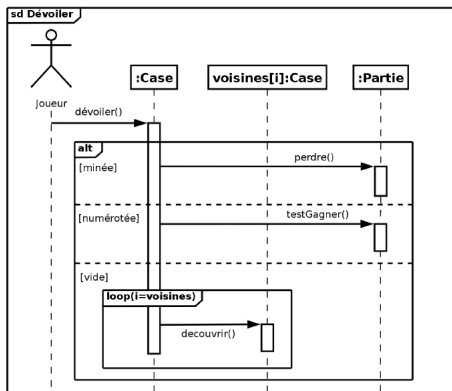 sd Dévoiler
:Case
voisines[i]:Case
:Partie
Joueur
dévoiler()
alt
[minée]
perdre()
[numérotée]
testGagner()
[vide]
loop(i=voisines)
decouvrir()